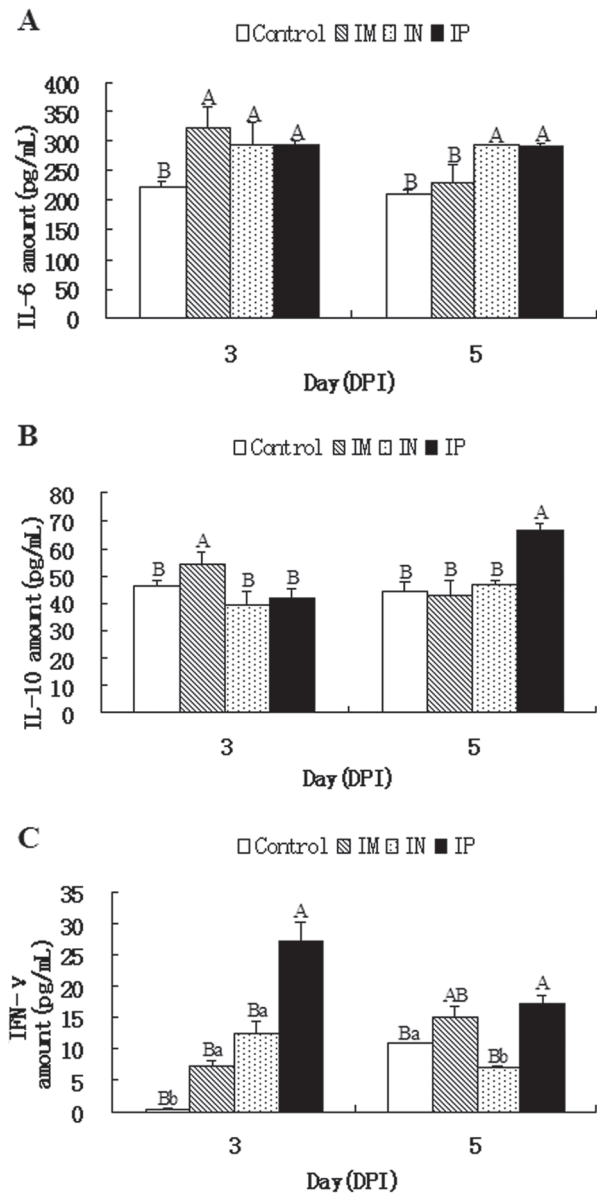 A
Control IM IN IP
IL-6 amount(pg/mL)
400
350
300
250
200
150
100
50
0
B A A A B B A A
3 5
Day(DPI)
B
Control IM IN IP
IL-10 amount(pg/mL)
80
70
60
50
40
30
20
10
0
B A B B B B B A
3 5
Day(DPI)
C
Control IM IN IP
IFN-γ
amount(pg/mL)
35
30
25
20
15
10
5
0
Bb Ba Ba A Ba AB Bb A
3 5
Day(DPI)